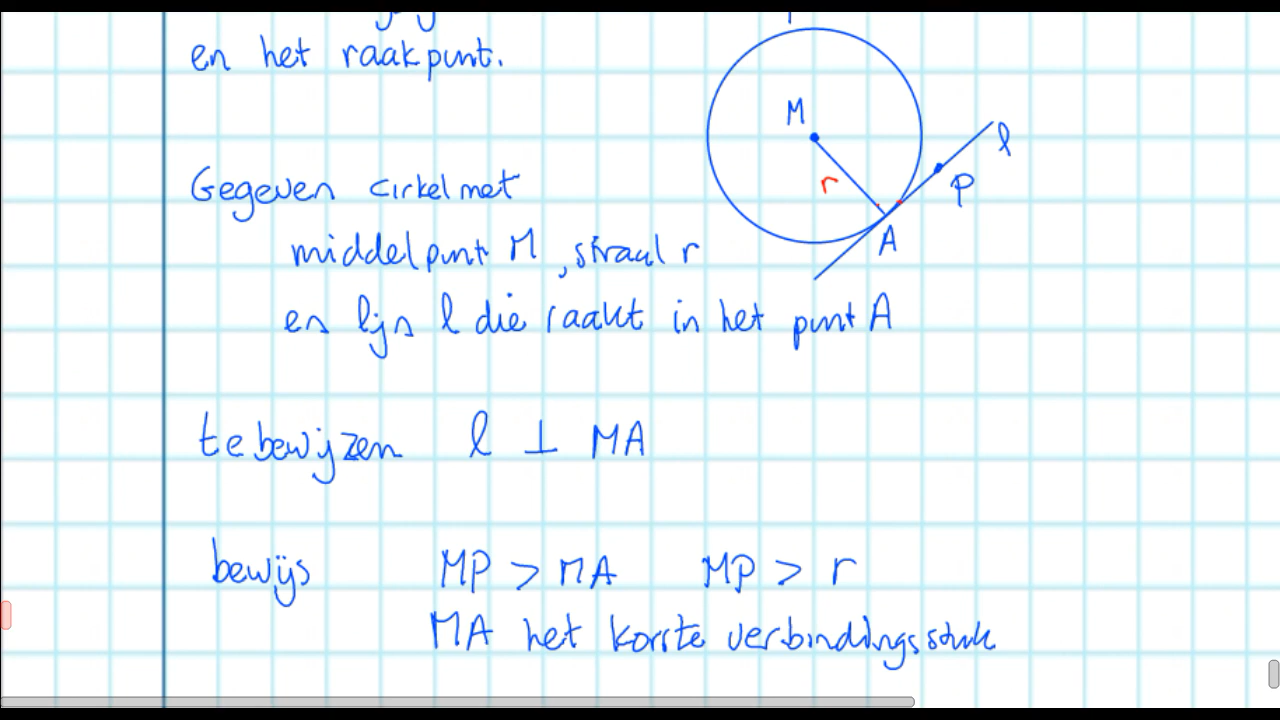 en het raakpunt.
M
l
r
P
A
Gegeven cirkel met
middelpunt M, straal r
en lijn l die raakt in het punt A
te bewijzen l ⊥ MA
bewijs MP > MA MP > r
MA het korste verbindingsstuk